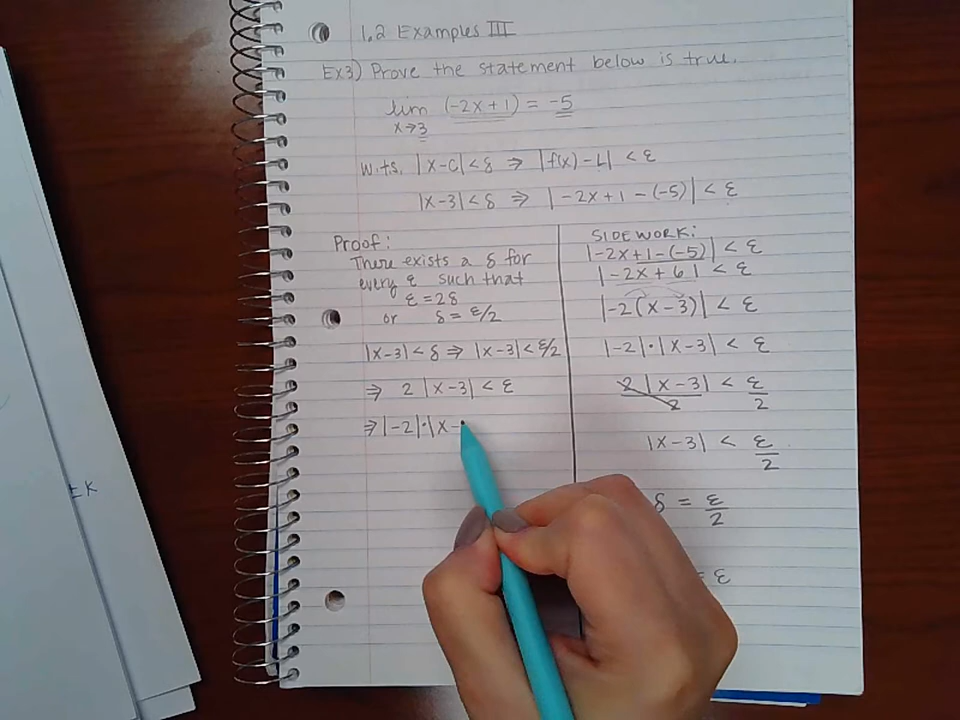 1.2 Examples III
Ex3) Prove the statement below is true.
lim (-2x+1) = -5
x→3
w.t.s. |x-c|<δ ⇒ |f(x)-L| < ε
|x-3|<δ ⇒ |-2x+1-(-5)| < ε
Proof:
There exists a δ for
every ε such that
ε = 2δ
or δ = ε/2
|x-3|<δ ⇒ |x-3|<ε/2
⇒ 2|x-3| < ε
⇒ |-2|·|x-
SIDEWORK:
|-2x+1-(-5)| < ε
|-2x+6| < ε
|-2(x-3)| < ε
|-2|·|x-3| < ε
2|x-3| < ε
2 2
|x-3| < ε
2
δ = ε
2
= ε
EK